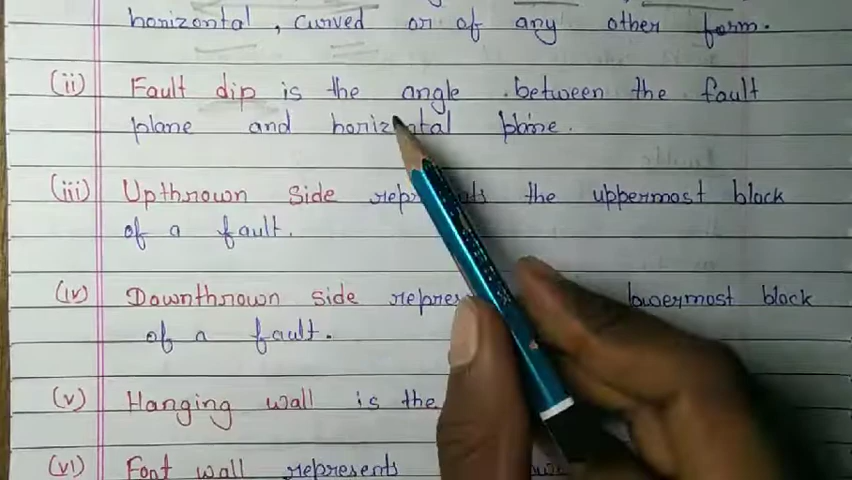 horizontal, curved or of any other form.
(ii) Fault dip is the angle between the fault
plane and horizontal plane.
(iii) Upthrown side the uppermost block
of a fault.
(iv) Downthrown side lowermost block
of a fault.
(v) Hanging wall is the
(vi) Font wall represents